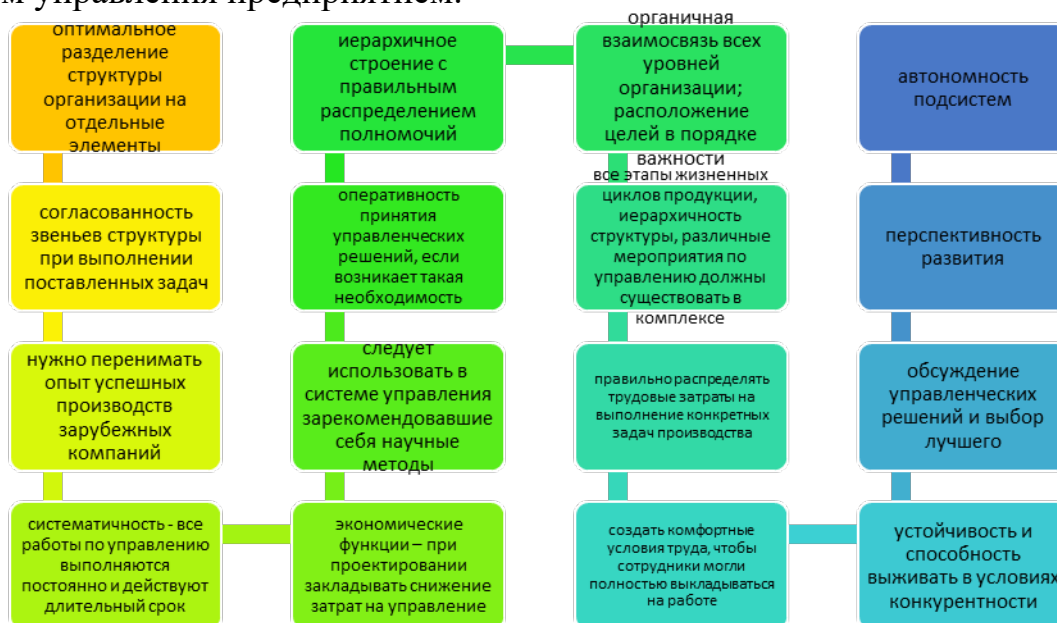 м управления предприятием.
оптимальное
разделение
структуры
организации на
отдельные
элементы
согласованность
звеньев структуры
при выполнении
поставленных задач
нужно перенимать
опыт успешных
производств
зарубежных
компаний
систематичность - все
работы по управлению
выполняются
постоянно и действуют
длительный срок
экономические
функции – при
проектировании
закладывать снижение
затрат на управление
следует
использовать в
системе управления
зарекомендовавшие
себя научные
методы
оперативность
принятия
управленческих
решений, если
возникает такая
необходимость
иерархичное
строение с
правильным
распределением
полномочий
органичная
взаимосвязь всех
уровней
организации;
расположение
целей в порядке
важности
все этапы жизненных
циклов продукции,
иерархичность
структуры, различные
мероприятия по
управлению должны
существовать в
комплексе
правильно распределять
трудовые затраты на
выполнение конкретных
задач производства
создать комфортные
условия труда, чтобы
сотрудники могли
полностью выкладываться
на работе
устойчивость и
способность
выживать в условиях
конкурентности
обсуждение
управленческих
решений и выбор
лучшего
перспективность
развития
автономность
подсистем